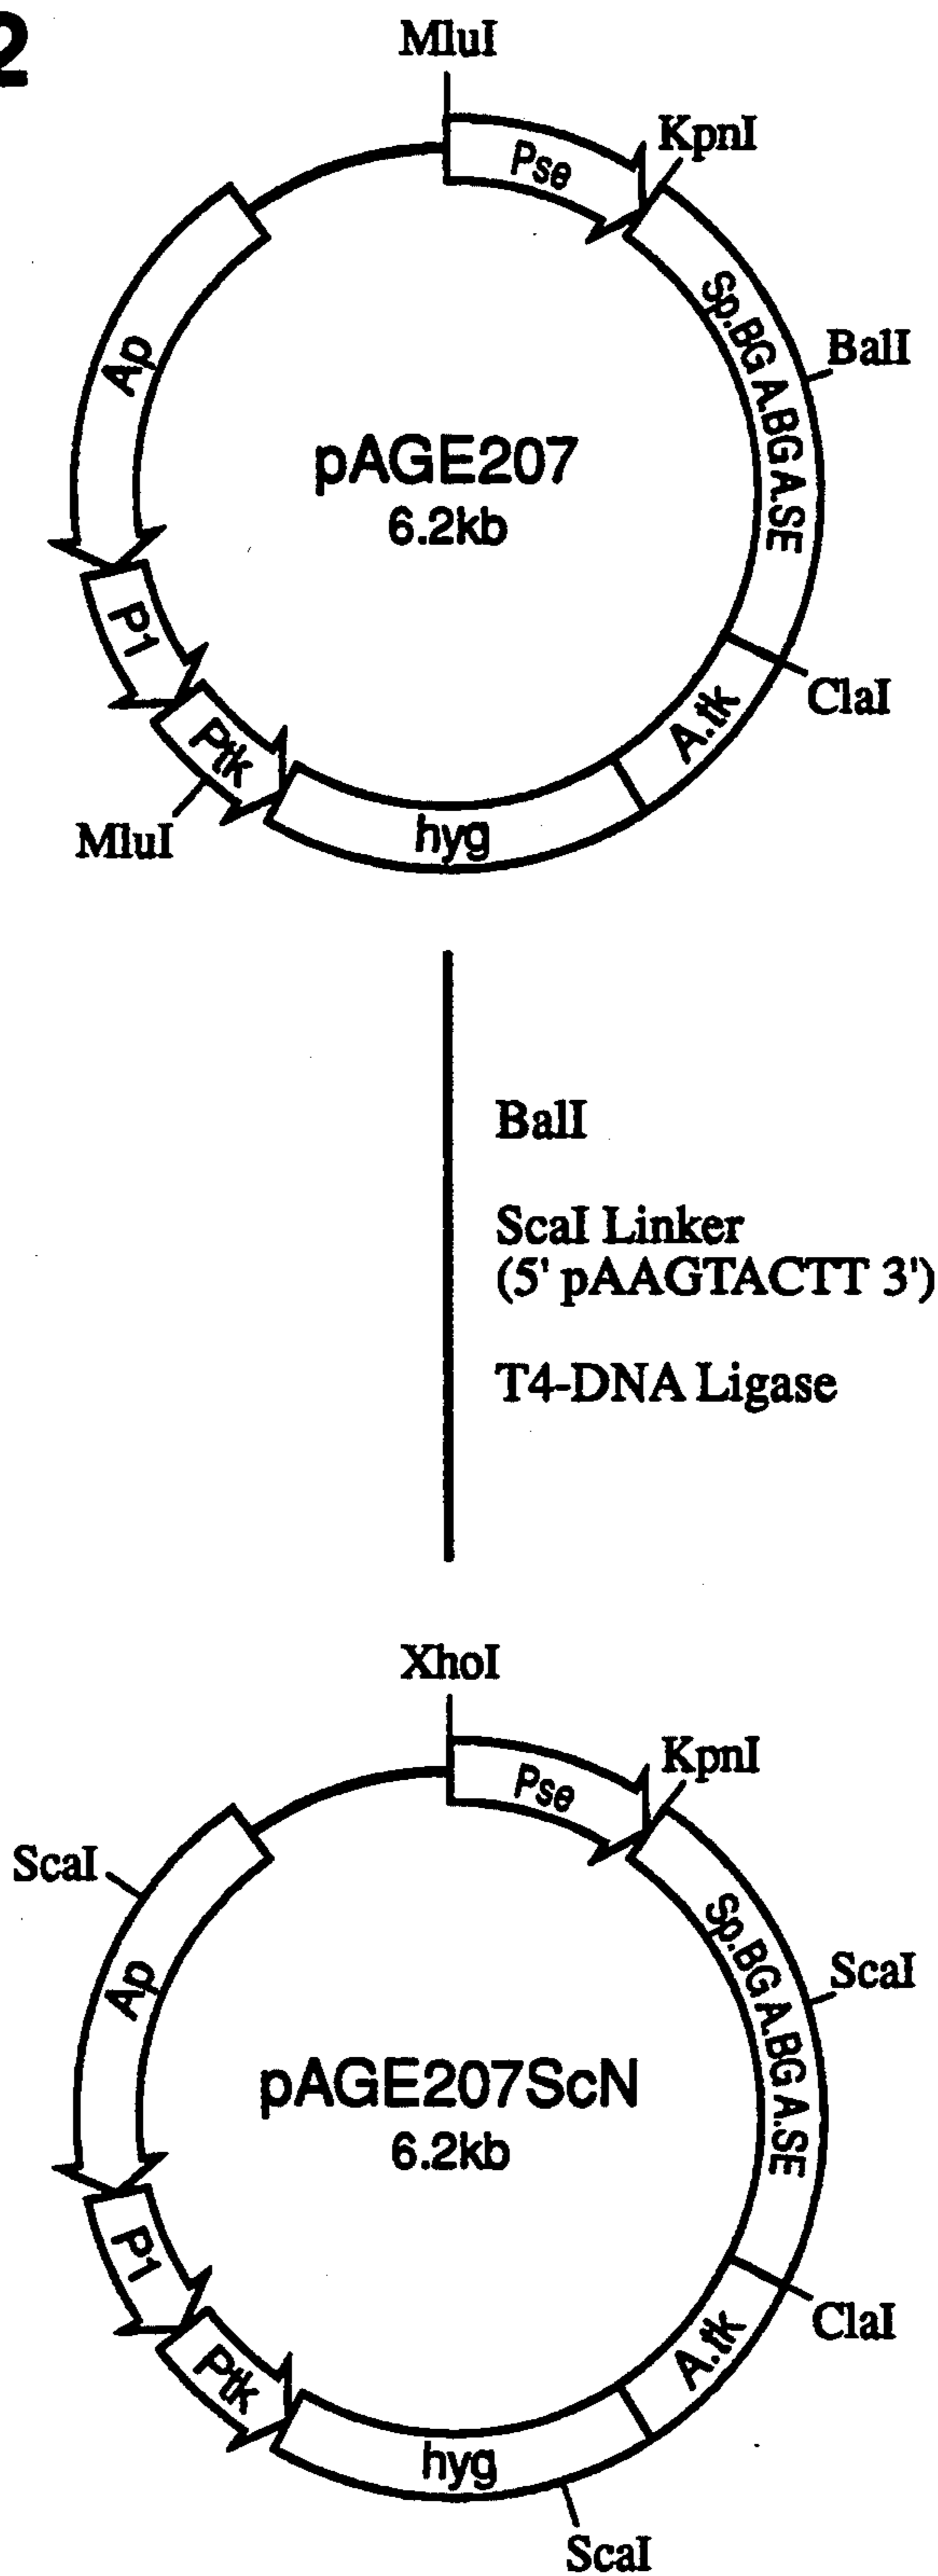 2
MluI
Pse
KpnI
Sp.BG A.BG A.SE
BalI
Ap
pAGE207
6.2kb
P1
ClaI
A.tk
Ptk
MluI
hyg
BalI
ScaI Linker
(5' pAAGTACTT 3')
T4-DNA Ligase
XhoI
Pse
KpnI
ScaI
Sp.BG A.BG A.SE
ScaI
Ap
pAGE207ScN
6.2kb
P1
ClaI
A.tk
Ptk
hyg
ScaI